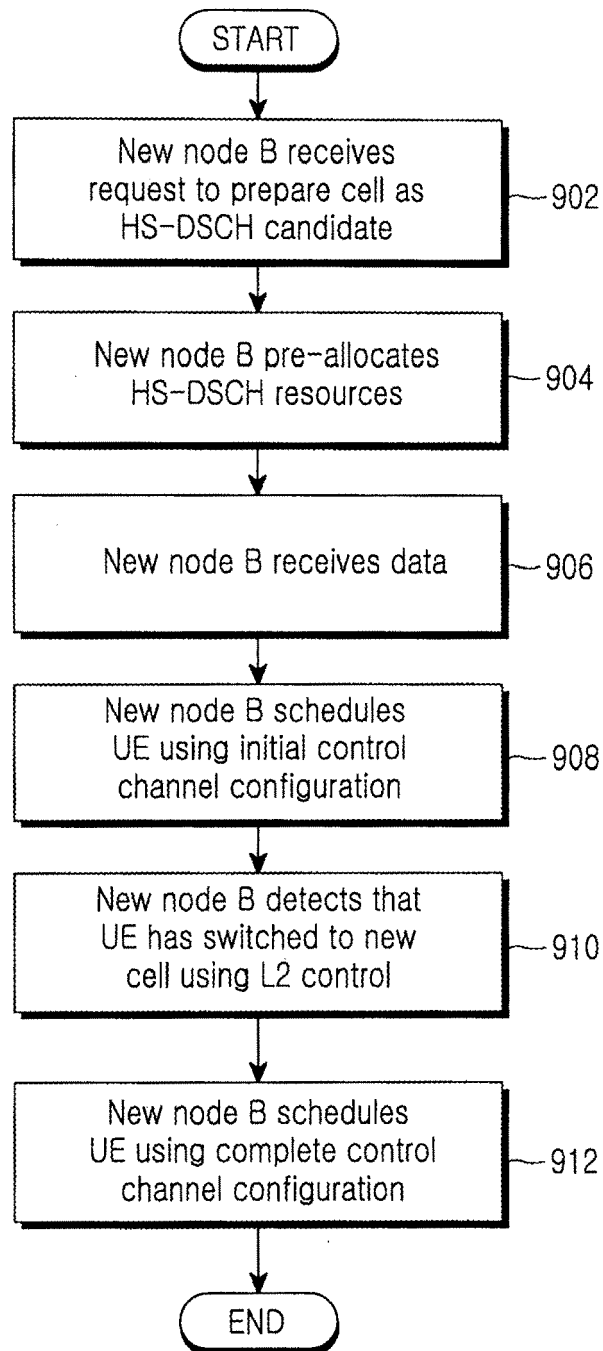 START
New node B receives
request to prepare cell as
HS-DSCH candidate
902
New node B pre-allocates
HS-DSCH resources
904
New node B receives data
906
New node B schedules
UE using initial control
channel configuration
908
New node B detects that
UE has switched to new
cell using L2 control
910
New node B schedules
UE using complete control
channel configuration
912
END